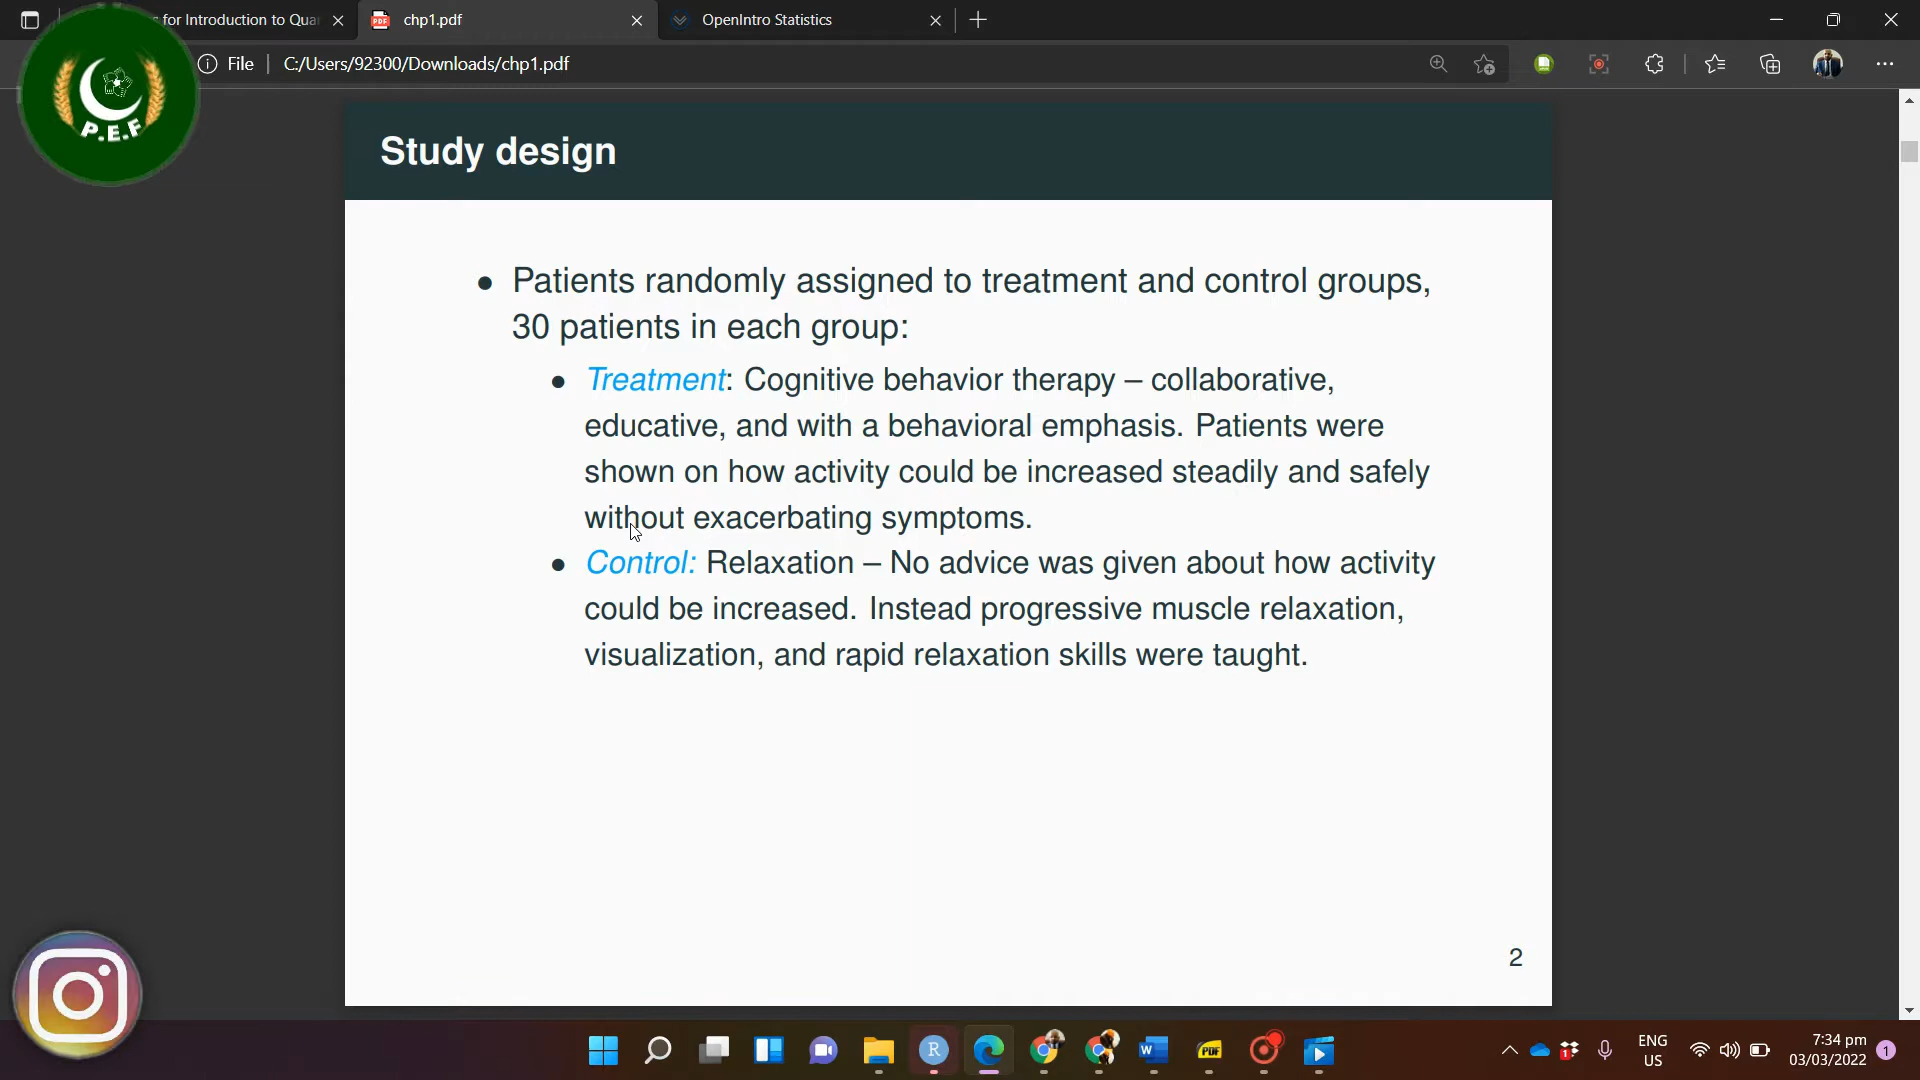 s for Introduction to Qua
chp1.pdf
OpenIntro Statistics
File
C:/Users/92300/Downloads/chp1.pdf
P.E.F
Study design
• Patients randomly assigned to treatment and control groups,
30 patients in each group:
• Treatment: Cognitive behavior therapy – collaborative,
educative, and with a behavioral emphasis. Patients were
shown on how activity could be increased steadily and safely
without exacerbating symptoms.
• Control: Relaxation – No advice was given about how activity
could be increased. Instead progressive muscle relaxation,
visualization, and rapid relaxation skills were taught.
2
ENG
US
7:34 pm
03/03/2022
1